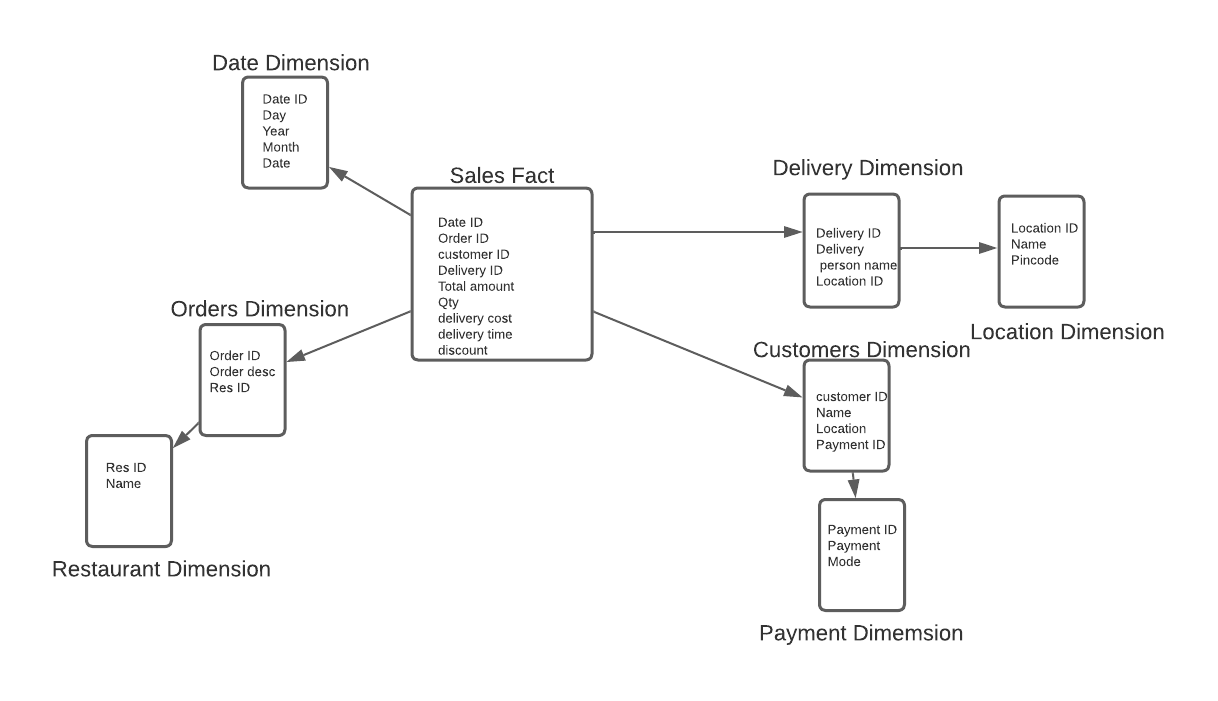 Date Dimension
Date ID
Day
Year
Month
Date
Sales Fact
Date ID
Order ID
customer ID
Delivery ID
Total amount
Qty
delivery cost
delivery time
discount
Delivery Dimension
Delivery ID
Delivery
person name
Location ID
Location ID
Name
Pincode
Location Dimension
Orders Dimension
Order ID
Order desc
Res ID
Customers Dimension
customer ID
Name
Location
Payment ID
Res ID
Name
Restaurant Dimension
Payment ID
Payment
Mode
Payment Dimemsion